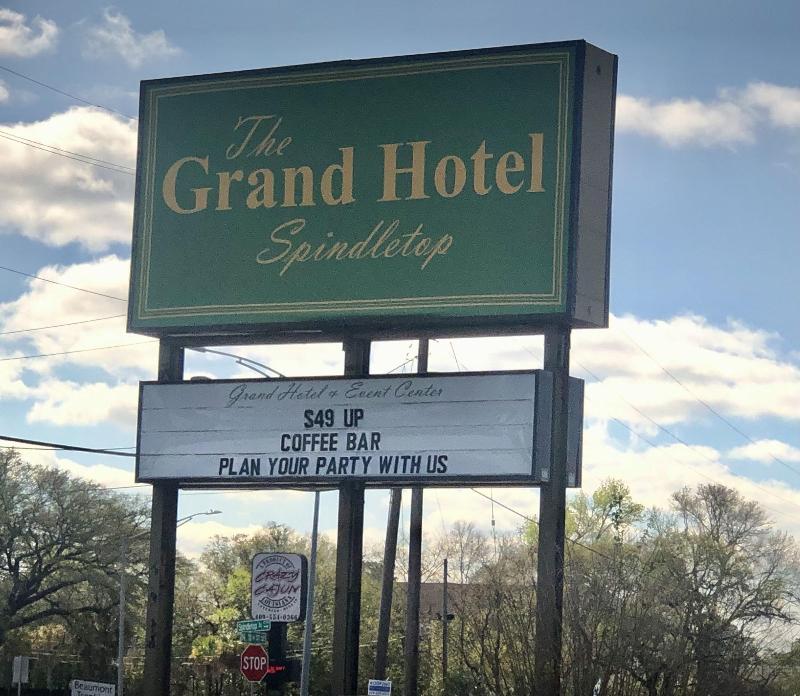 The
Grand Hotel
Spindletop
Grand Hotel & Event Center
$49 UP
COFFEE BAR
PLAN YOUR PARTY WITH US
CRAZY
CAJUN
STOP
Beaumont